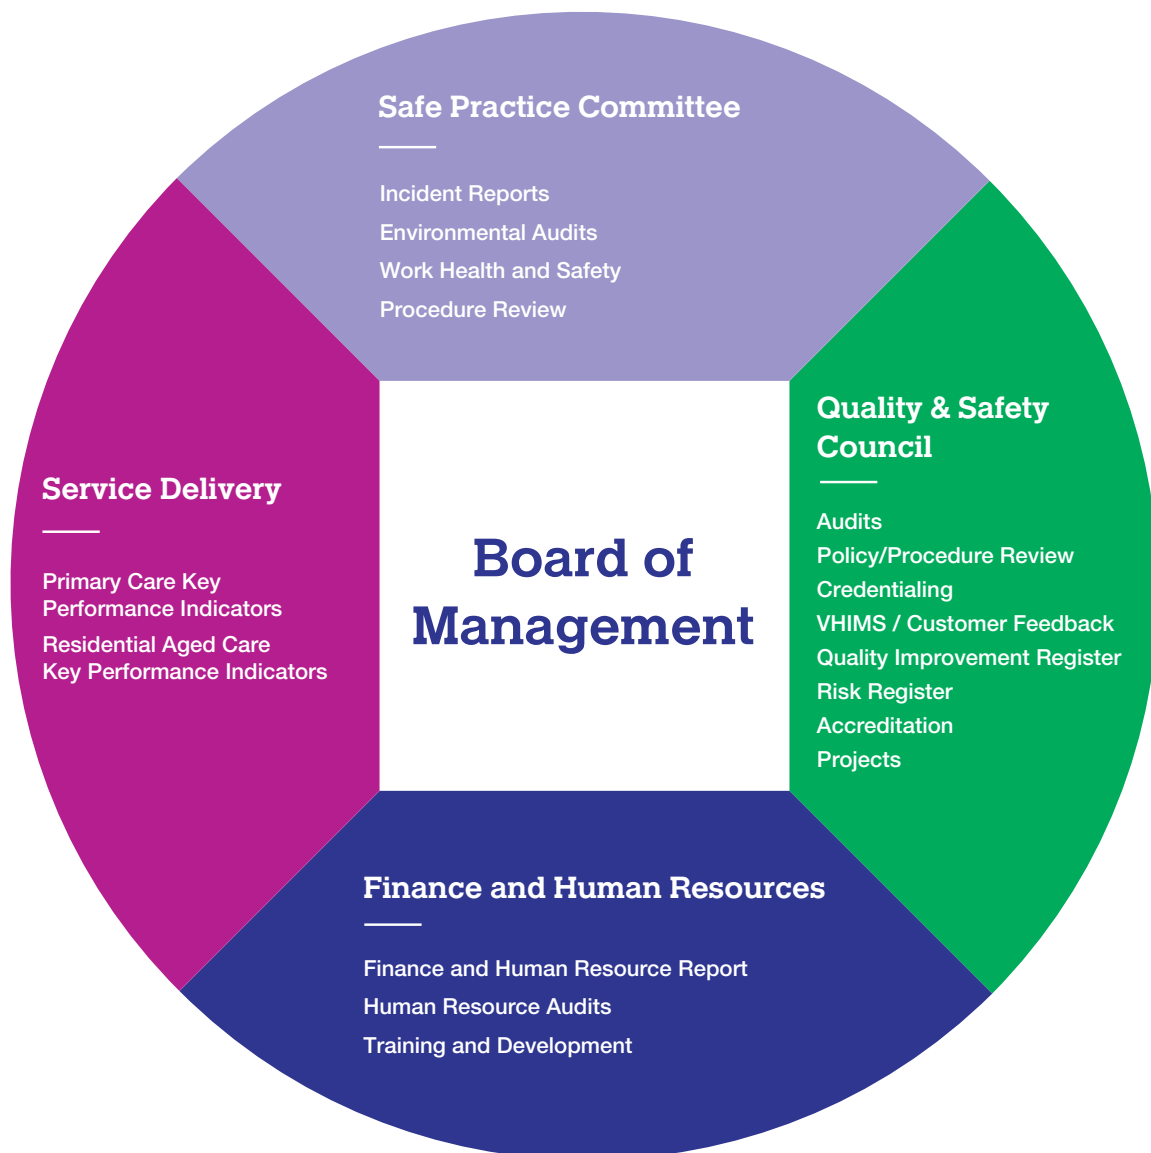 Safe Practice Committee
Incident Reports
Environmental Audits
Work Health and Safety
Procedure Review
Quality & Safety
Council
Audits
Policy/Procedure Review
Credentialing
VHIMS / Customer Feedback
Quality Improvement Register
Risk Register
Accreditation
Projects
Service Delivery
Primary Care Key
Performance Indicators
Residential Aged Care
Key Performance Indicators
Board of
Management
Finance and Human Resources
Finance and Human Resource Report
Human Resource Audits
Training and Development